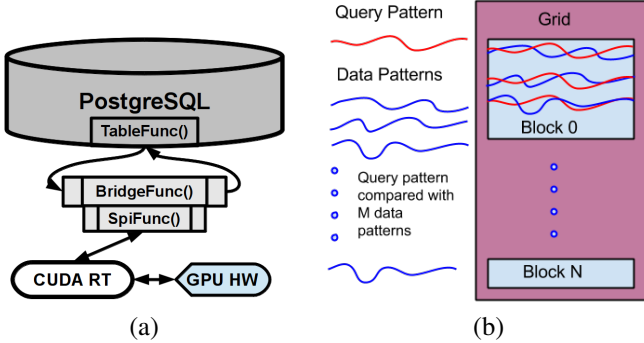 PostgreSQL
TableFunc()
BridgeFunc()
SpiFunc()
CUDA RT
GPU HW
(a)
Query Pattern
Data Patterns
Query pattern
compared with
M data
patterns
Grid
Block 0
Block N
(b)